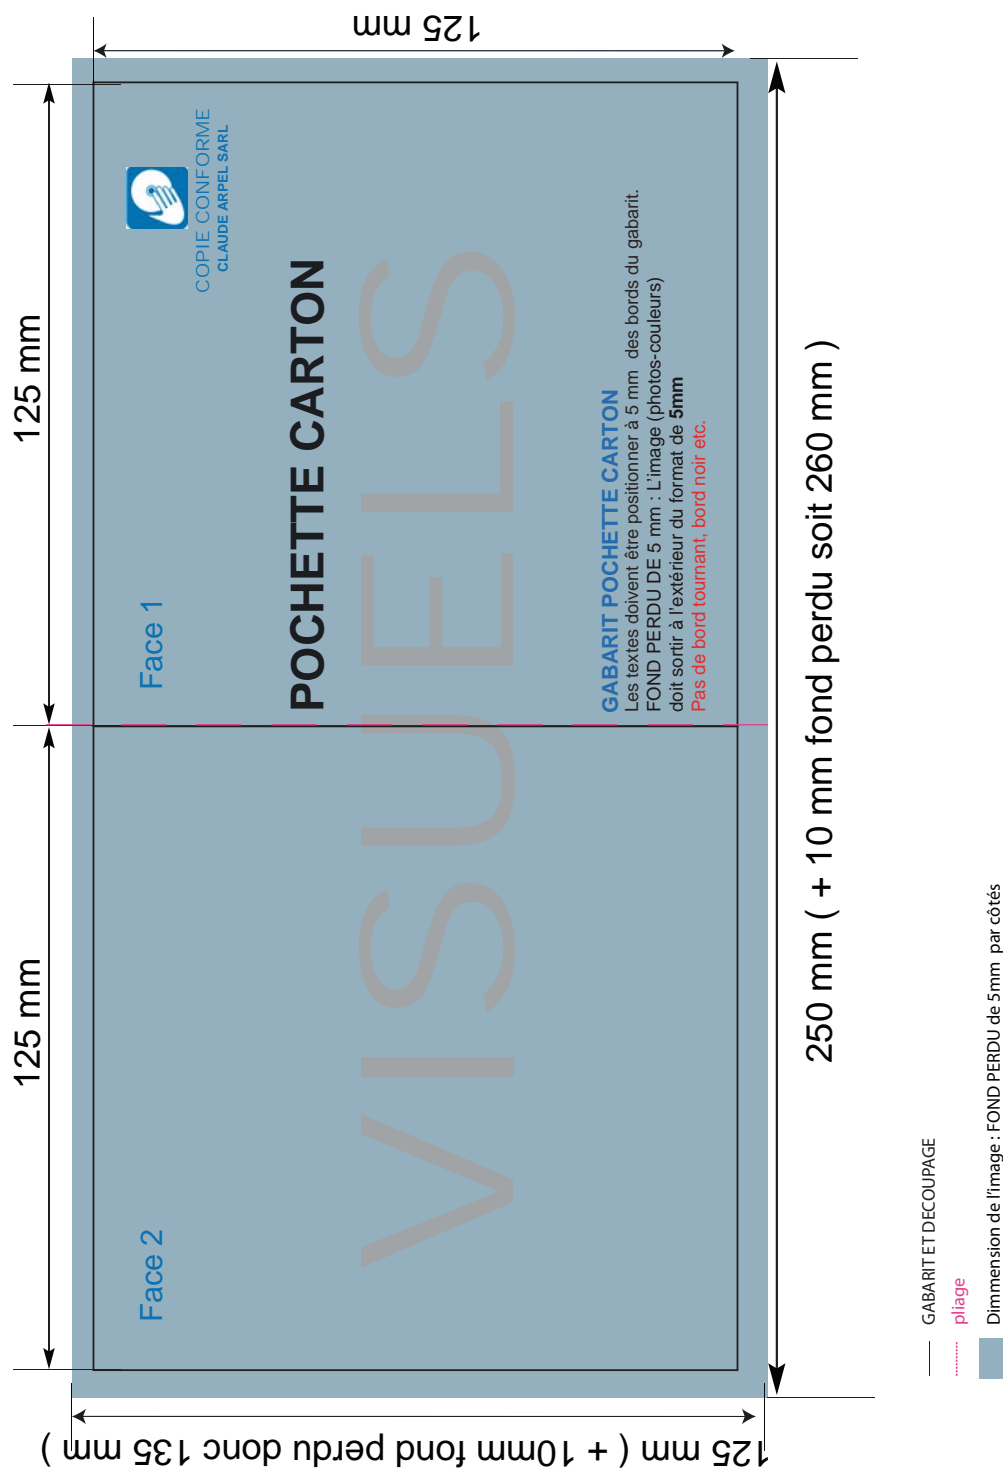 125 mm
125 mm
125 mm
COPIE CONFORME
CLAUDE ARPEL SARL
Face 2
Face 1
POCHETTE CARTON
VISUELS
GABARIT POCHETTE CARTON
Les textes doivent être positionner à 5 mm des bords du gabarit.
FOND PERDU DE 5 mm : L'image (photos-couleurs)
doit sortir à l'extérieur du format de 5mm
Pas de bord tournant, bord noir etc.
125 mm ( + 10mm fond perdu donc 135 mm )
250 mm ( + 10 mm fond perdu soit 260 mm )
GABARIT ET DECOUPAGE
pliage
Dimmension de l'image : FOND PERDU de 5mm par côtés